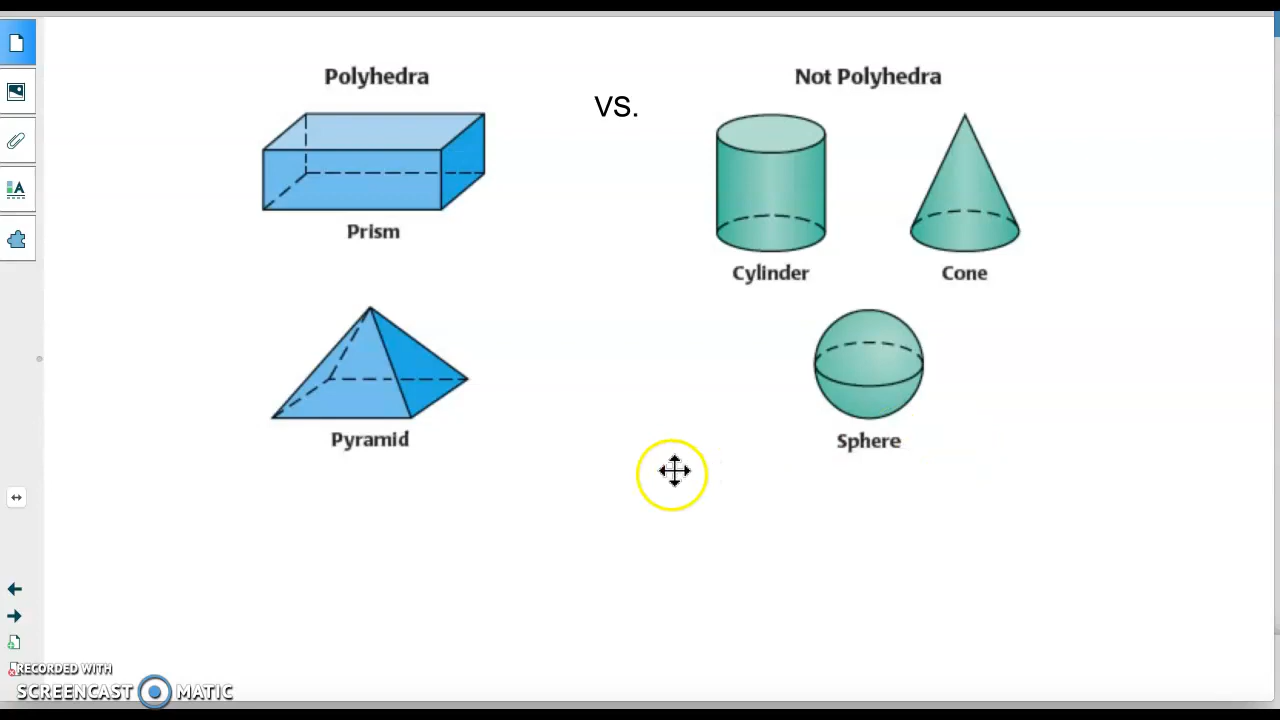 Polyhedra
Not Polyhedra
VS.
Prism
Cylinder
Cone
Pyramid
Sphere
A
RECORDED WITH
SCREENCAST MATIC